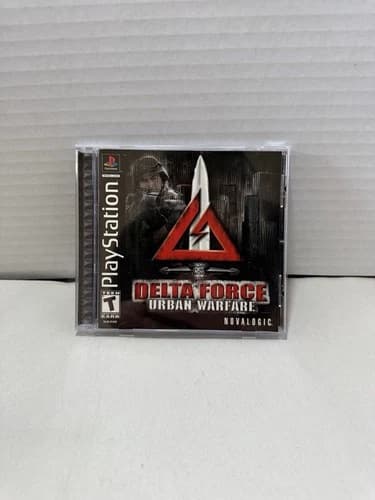 PlayStation
TEEN
T
DELTA FORCE
URBAN WARFARE
NOVALOGIC